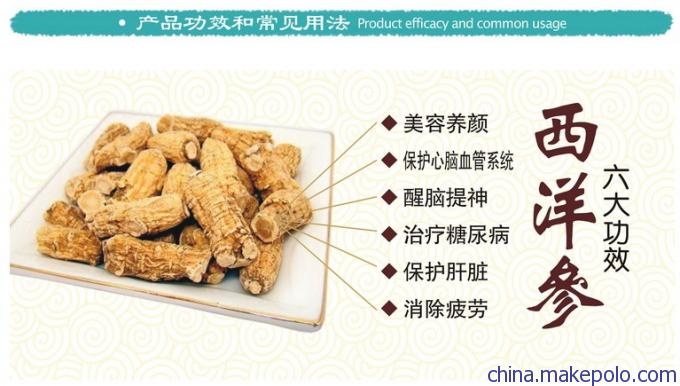 • 产品功效和常见用法 Product efficacy and common usage
◆ 美容养颜
◆ 保护心脑血管系统
◆ 醒脑提神
◆ 治疗糖尿病
◆ 保护肝脏
◆ 消除疲劳
西洋參
六大功效
china.makepolo.com